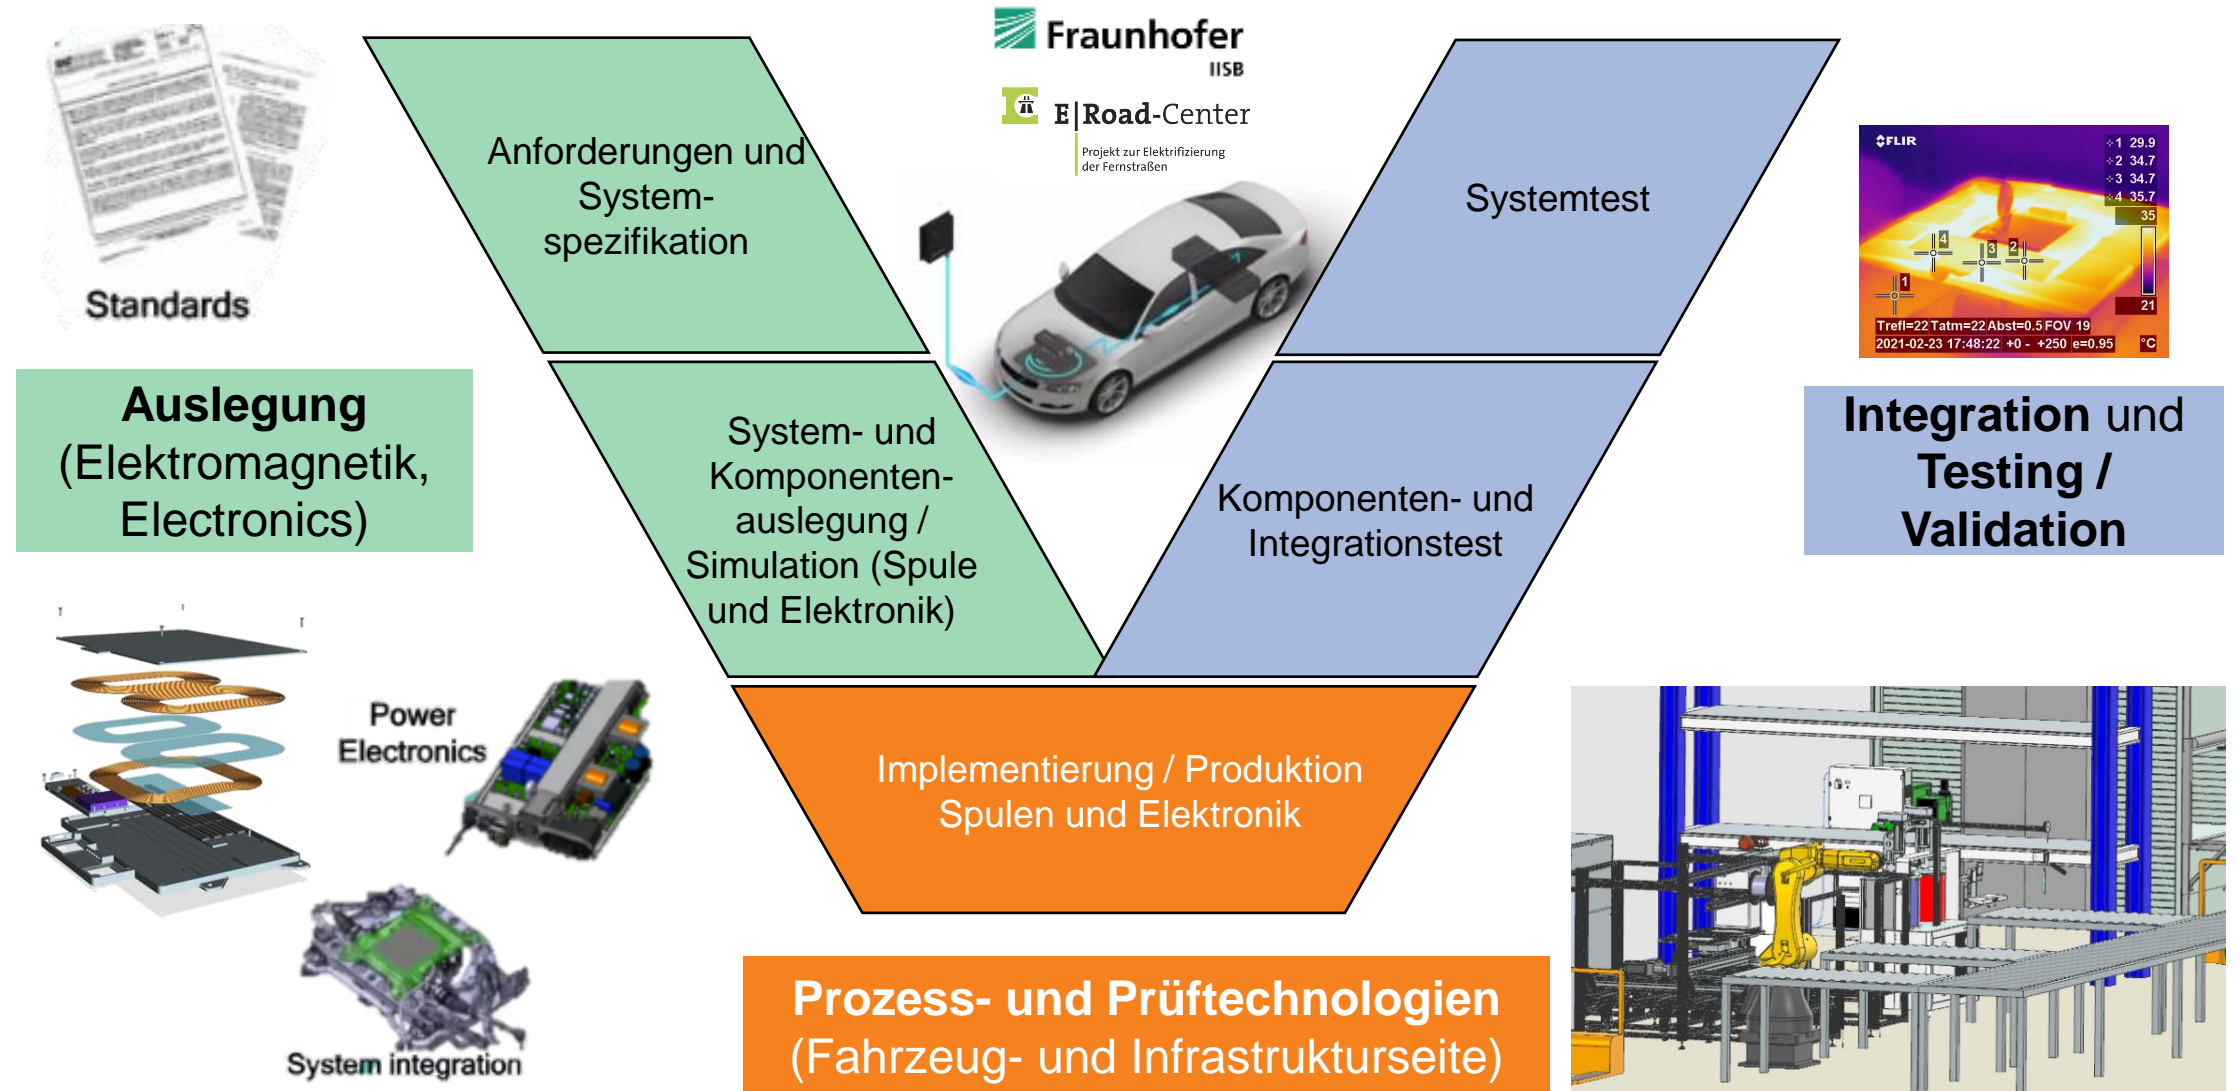 Standards
Auslegung
(Elektromagnetik,
Electronics)
Power
Electronics
System integration
Anforderungen und
System-
spezifikation
System- und
Komponenten-
auslegung /
Simulation (Spule
und Elektronik)
Fraunhofer
IISB
E|Road-Center
Projekt zur Elektrifizierung
der Fernstraßen
Implementierung / Produktion
Spulen und Elektronik
Prozess- und Prüftechnologien
(Fahrzeug- und Infrastrukturseite)
Systemtest
Komponenten- und
Integrationstest
FLIR
1 29.9
2 34.7
3 34.7
4 35.7
35
4
3
2
1
21
Trefl=22 Tatm=22 Abst=0.5 FOV 19
2021-02-23 17:48:22 +0 - +250 e=0.95 °C
Integration und
Testing /
Validation